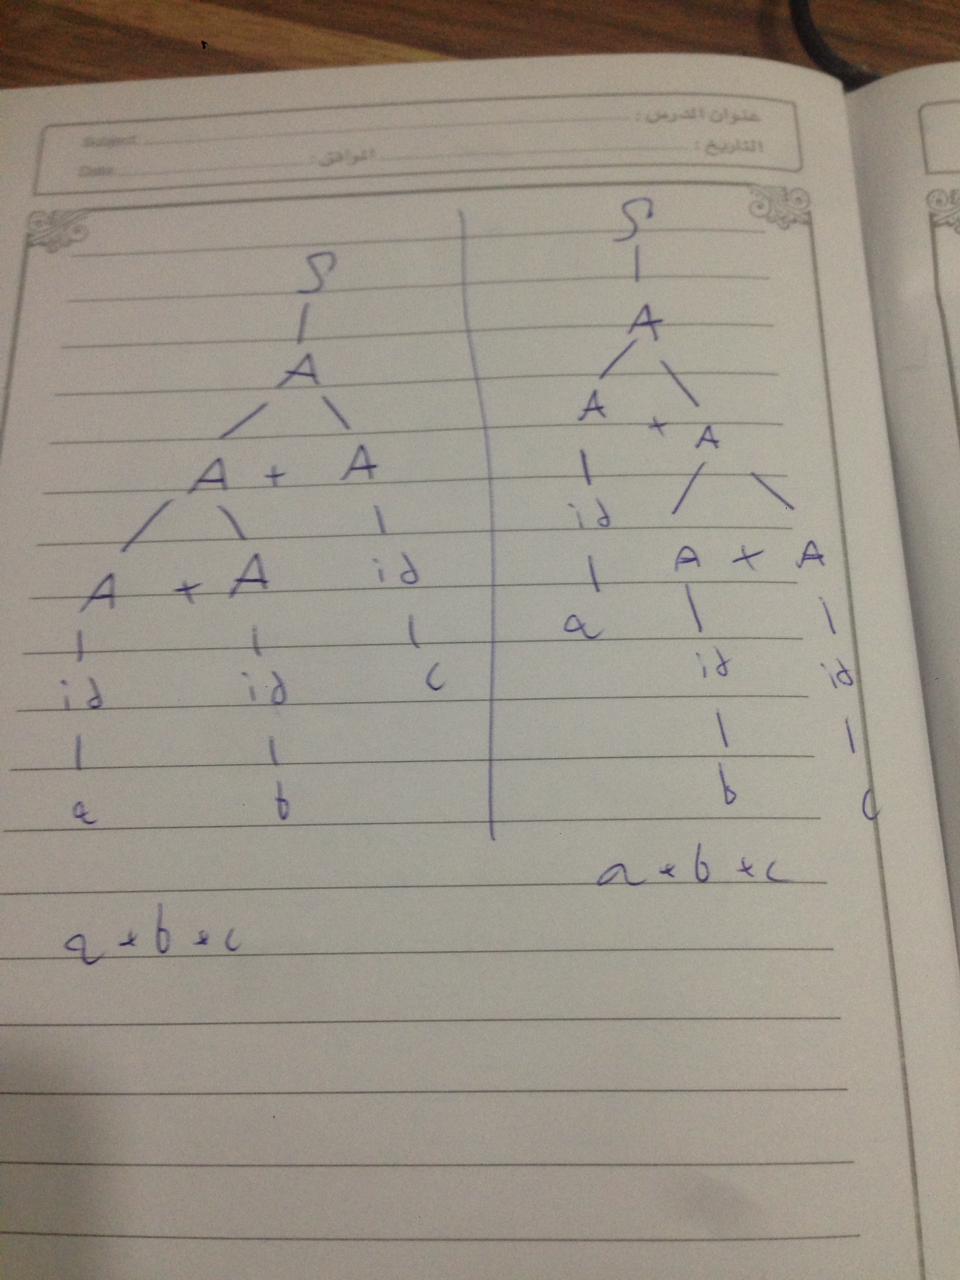 عنوان الدرس :
Subject
التاريخ : الموافق :
Date
S
A
A + A
A + A id
id id c
a b
a * b * c
S
A
A + A
id
A + A
a
id id
b c
a * b * c